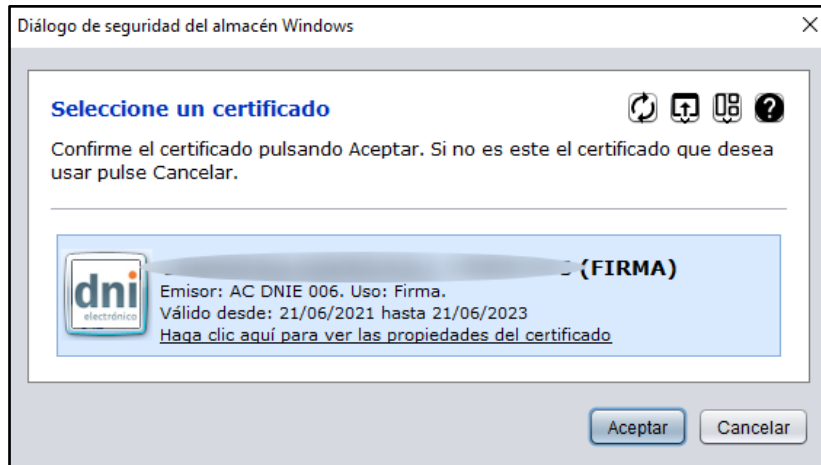 Diálogo de seguridad del almacén Windows
Seleccione un certificado
Confirme el certificado pulsando Aceptar. Si no es este el certificado que desea
usar pulse Cancelar.
(FIRMA)
dni
electrónico
Emisor: AC DNIE 006. Uso: Firma.
Válido desde: 21/06/2021 hasta 21/06/2023
Haga clic aquí para ver las propiedades del certificado
Aceptar
Cancelar